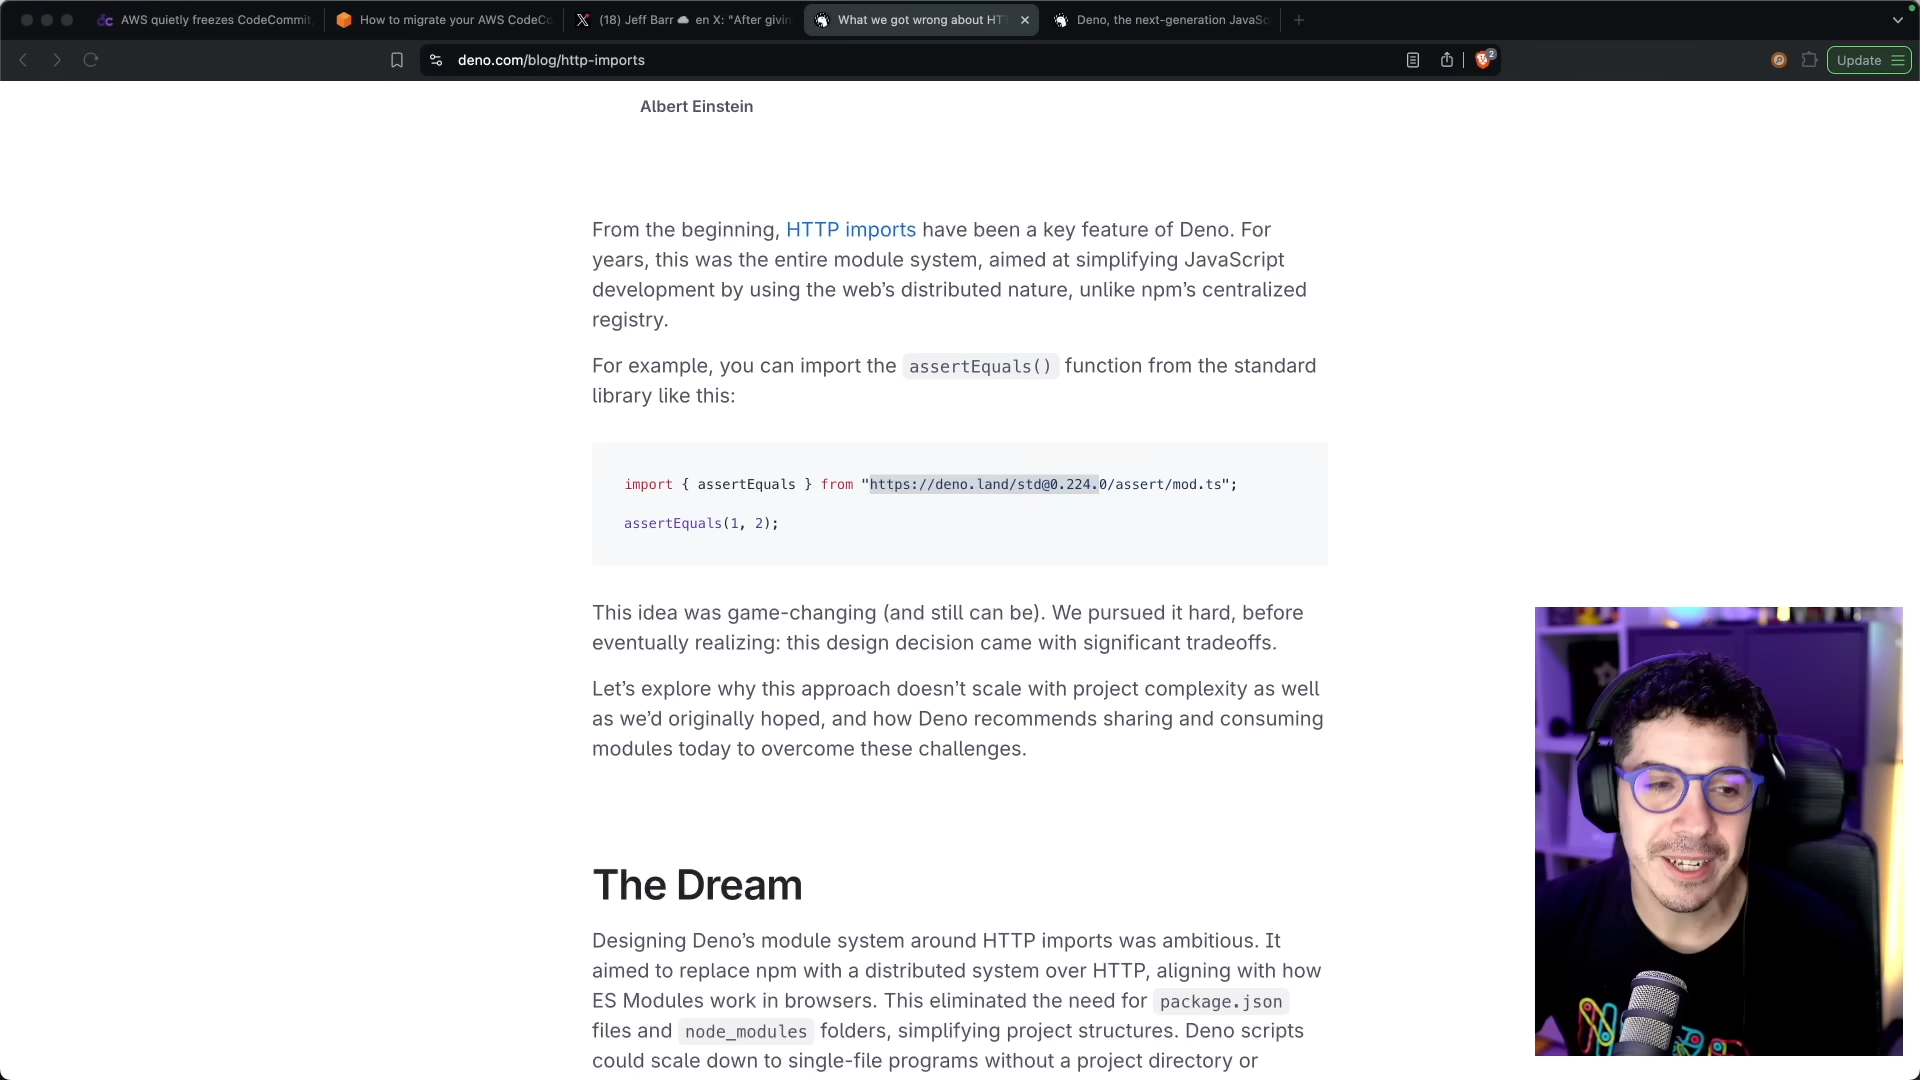 AWS quietly freezes CodeCommit,
How to migrate your AWS CodeCo
(18) Jeff Barr ☁️ en X: "After givin
What we got wrong about HT
Deno, the next-generation JavaSc
deno.com/blog/http-imports
2
Update
Albert Einstein
From the beginning, HTTP imports have been a key feature of Deno. For
years, this was the entire module system, aimed at simplifying JavaScript
development by using the web’s distributed nature, unlike npm’s centralized
registry.
For example, you can import the assertEquals() function from the standard
library like this:
import { assertEquals } from "https://deno.land/std@0.224.0/assert/mod.ts";
assertEquals(1, 2);
This idea was game-changing (and still can be). We pursued it hard, before
eventually realizing: this design decision came with significant tradeoffs.
Let’s explore why this approach doesn’t scale with project complexity as well
as we’d originally hoped, and how Deno recommends sharing and consuming
modules today to overcome these challenges.
The Dream
Designing Deno’s module system around HTTP imports was ambitious. It
aimed to replace npm with a distributed system over HTTP, aligning with how
ES Modules work in browsers. This eliminated the need for package.json
files and node_modules folders, simplifying project structures. Deno scripts
could scale down to single-file programs without a project directory or